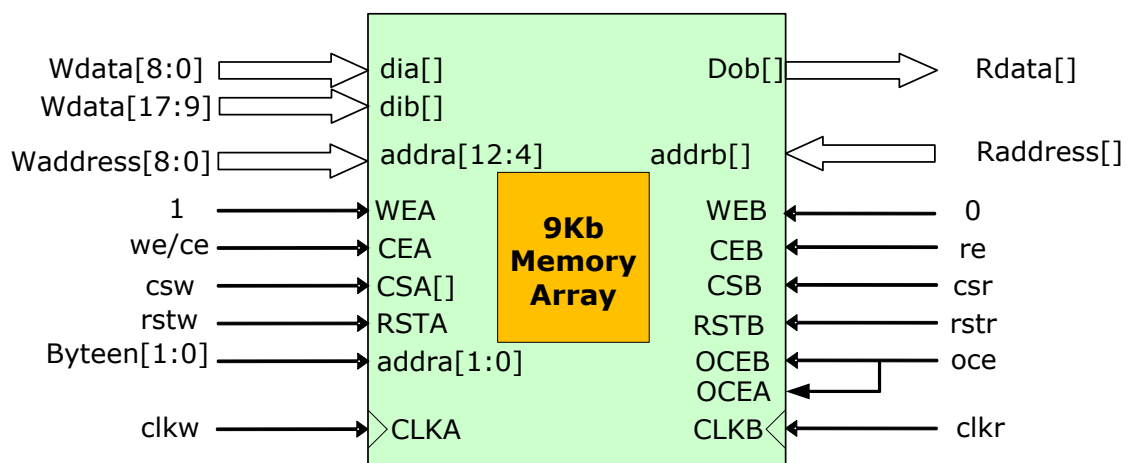 Wdata[8:0] dia[] Dob[] Rdata[]
Wdata[17:9] dib[]
Waddress[8:0] addra[12:4] addrb[] Raddress[]
1 WEA WEB 0
we/ce CEA CEB re
csw CSA[] CSB csr
rstw RSTA RSTB rstr
Byteen[1:0] addra[1:0] OCEB oce
OCEA
clkw CLKA CLKB clkr
9Kb
Memory
Array